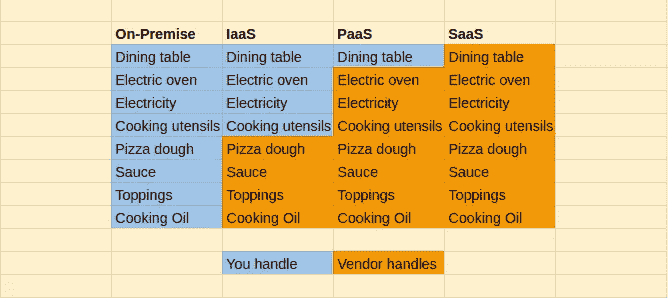 On-Premise IaaS PaaS SaaS
Dining table Dining table Dining table Dining table
Electric oven Electric oven Electric oven Electric oven
Electricity Electricity Electricity Electricity
Cooking utensils Cooking utensils Cooking utensils Cooking utensils
Pizza dough Pizza dough Pizza dough Pizza dough
Sauce Sauce Sauce Sauce
Toppings Toppings Toppings Toppings
Cooking Oil Cooking Oil Cooking Oil Cooking Oil
You handle Vendor handles